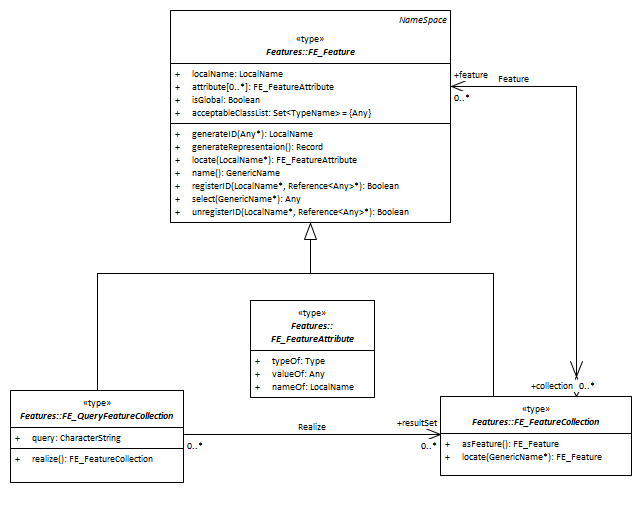 NameSpace
«type»
Features::FE_Feature
+ localName: LocalName
+ attribute[0..*]: FE_FeatureAttribute
+ isGlobal: Boolean
+ acceptableClassList: Set<TypeName> = {Any}
+ generateID(Any*): LocalName
+ generateRepresentaion(): Record
+ locate(LocalName*): FE_FeatureAttribute
+ name(): GenericName
+ registerID(LocalName*, Reference<Any>*): Boolean
+ select(GenericName*): Any
+ unregisterID(LocalName*, Reference<Any>*): Boolean
+feature
Feature
0..*
«type»
Features::
FE_FeatureAttribute
+ typeOf: Type
+ valueOf: Any
+ nameOf: LocalName
+collection 0..*
«type»
Features::FE_QueryFeatureCollection
+ query: CharacterString
+ realize(): FE_FeatureCollection
Realize
+resultSet
0..*
0..*
«type»
Features::FE_FeatureCollection
+ asFeature(): FE_Feature
+ locate(GenericName*): FE_Feature